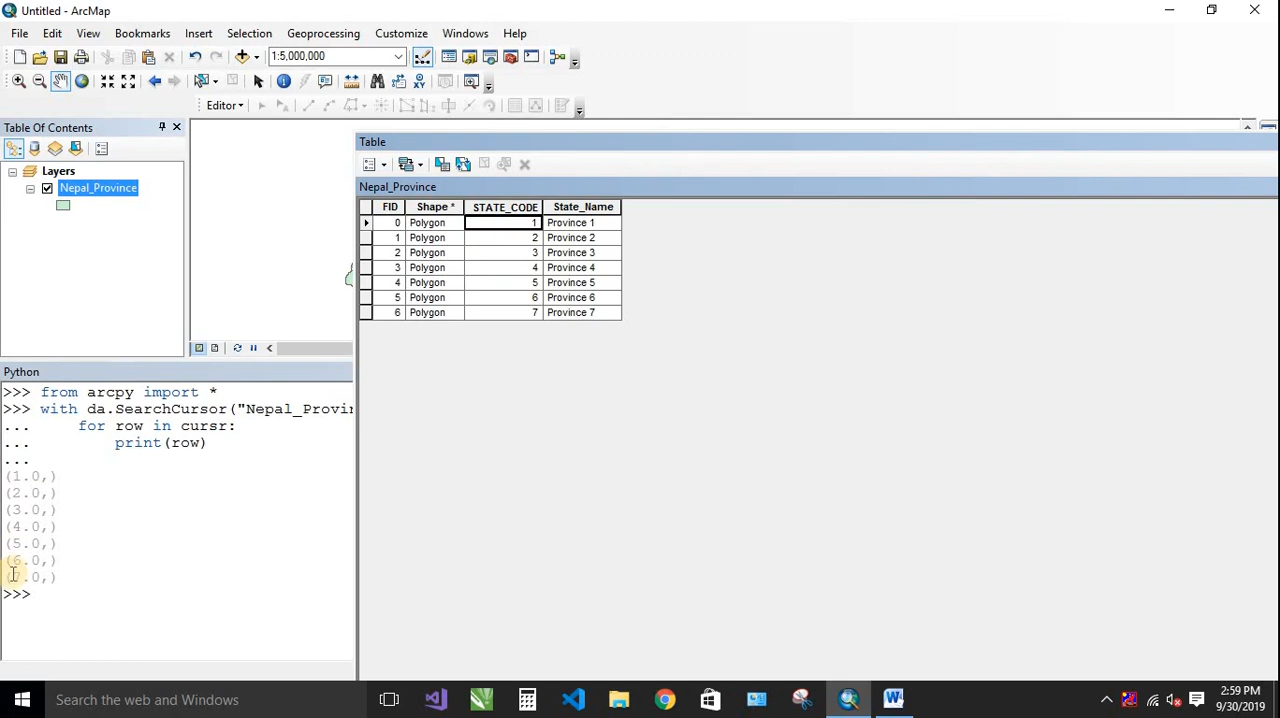 Untitled - ArcMap
File Edit View Bookmarks Insert Selection Geoprocessing Customize Windows Help
1:5,000,000
Editor
Table Of Contents
Layers
Nepal_Province
Table
Nepal_Province
FID Shape * STATE_CODE State_Name
0 Polygon 1 Province 1
1 Polygon 2 Province 2
2 Polygon 3 Province 3
3 Polygon 4 Province 4
4 Polygon 5 Province 5
5 Polygon 6 Province 6
6 Polygon 7 Province 7
Python
>>> from arcpy import *
>>> with da.SearchCursor("Nepal_Provin
... for row in cursr:
... print(row)
...
(1.0,)
(2.0,)
(3.0,)
(4.0,)
(5.0,)
(6.0,)
(7.0,)
>>>
Search the web and Windows
2:59 PM
9/30/2019